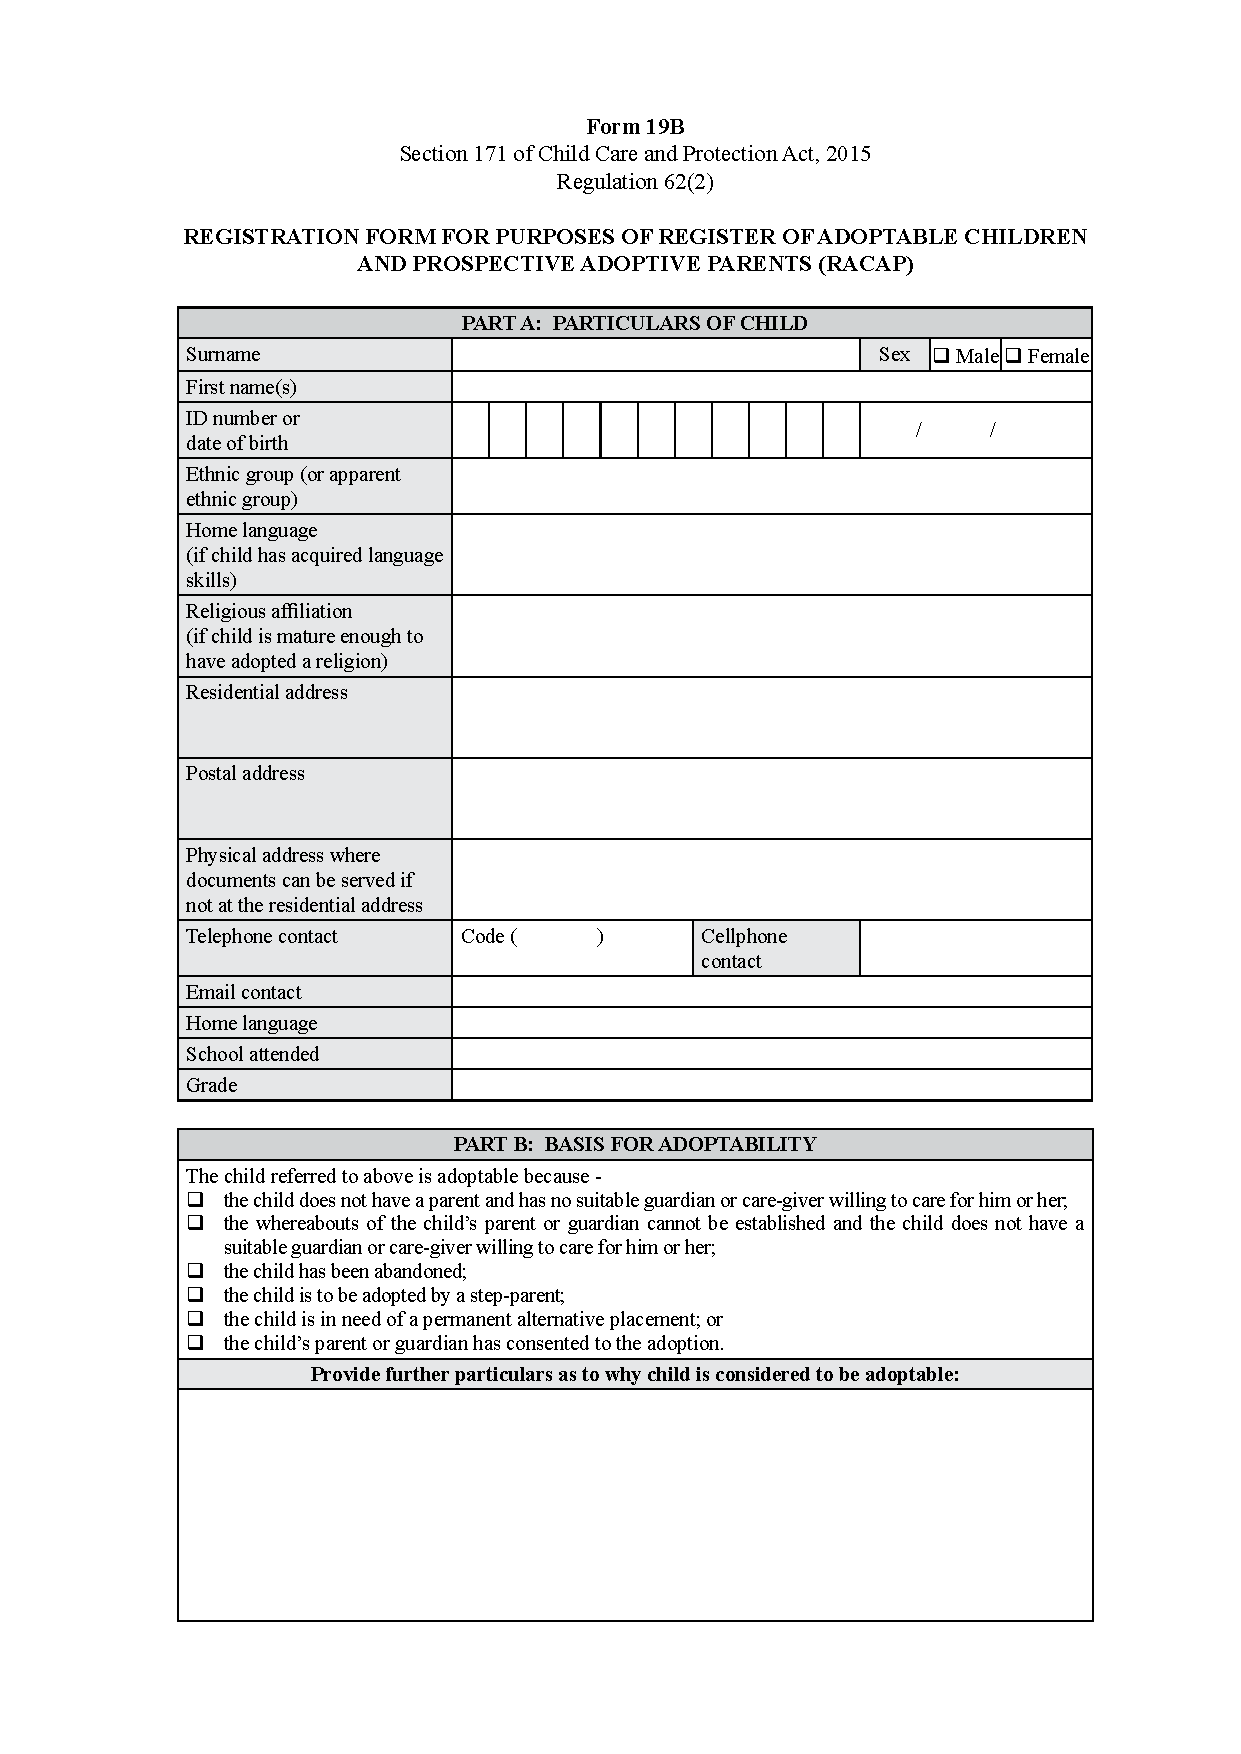 Form 19B
Section 171 of Child Care and Protection Act, 2015
Regulation 62(2)
REGISTRATION FORM FOR PURPOSES OF REGISTER OF ADOPTABLE CHILDREN
AND PROSPECTIVE ADOPTIVE PARENTS (RACAP)
PART A: PARTICULARS OF CHILD
Surname Sex ❑ Male ❑ Female
First name(s)
ID number or
date of birth / /
Ethnic group (or apparent
ethnic group)
Home language
(if child has acquired language
skills)
Religious affiliation
(if child is mature enough to
have adopted a religion)
Residential address
Postal address
Physical address where
documents can be served if
not at the residential address
Telephone contact Code ( ) Cellphone
contact
Email contact
Home language
School attended
Grade
PART B: BASIS FOR ADOPTABILITY
The child referred to above is adoptable because -
❑ the child does not have a parent and has no suitable guardian or care-giver willing to care for him or her;
❑ the whereabouts of the child’s parent or guardian cannot be established and the child does not have a
suitable guardian or care-giver willing to care for him or her;
❑ the child has been abandoned;
❑ the child is to be adopted by a step-parent;
❑ the child is in need of a permanent alternative placement; or
❑ the child’s parent or guardian has consented to the adoption.
Provide further particulars as to why child is considered to be adoptable: